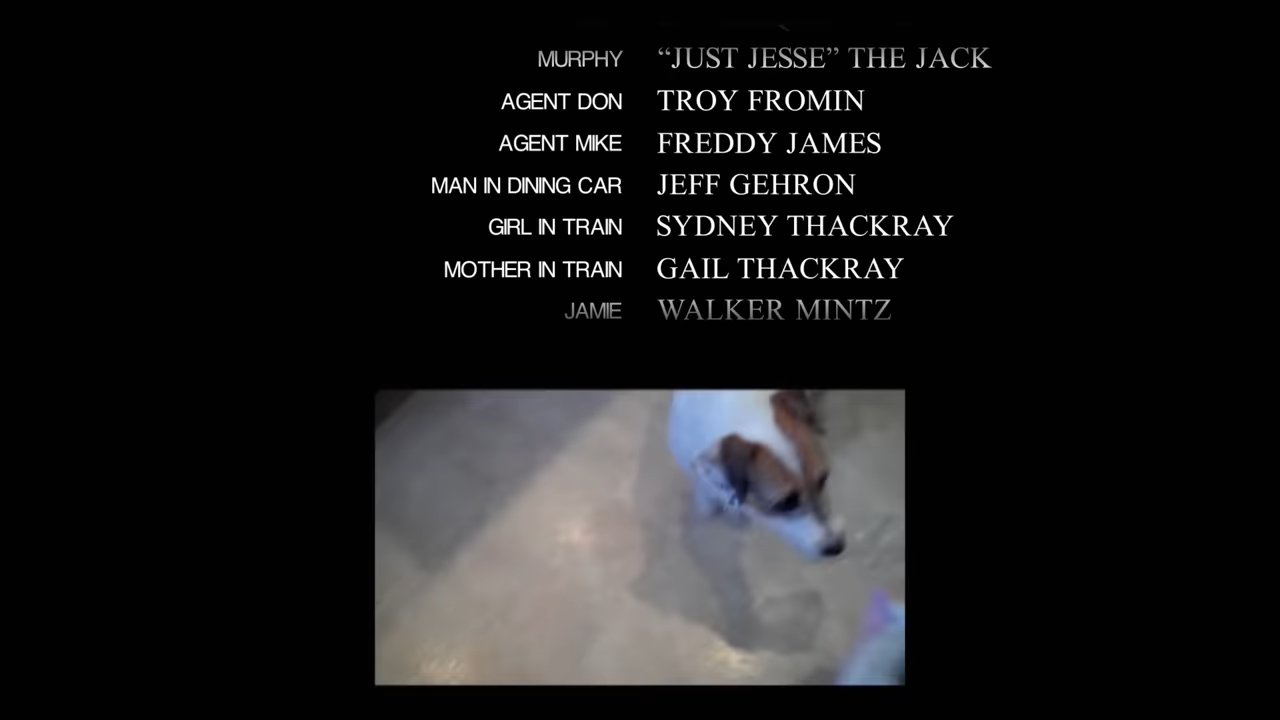 MURPHY "JUST JESSE" THE JACK
AGENT DON TROY FROMIN
AGENT MIKE FREDDY JAMES
MAN IN DINING CAR JEFF GEHRON
GIRL IN TRAIN SYDNEY THACKRAY
MOTHER IN TRAIN GAIL THACKRAY
JAMIE WALKER MINTZ